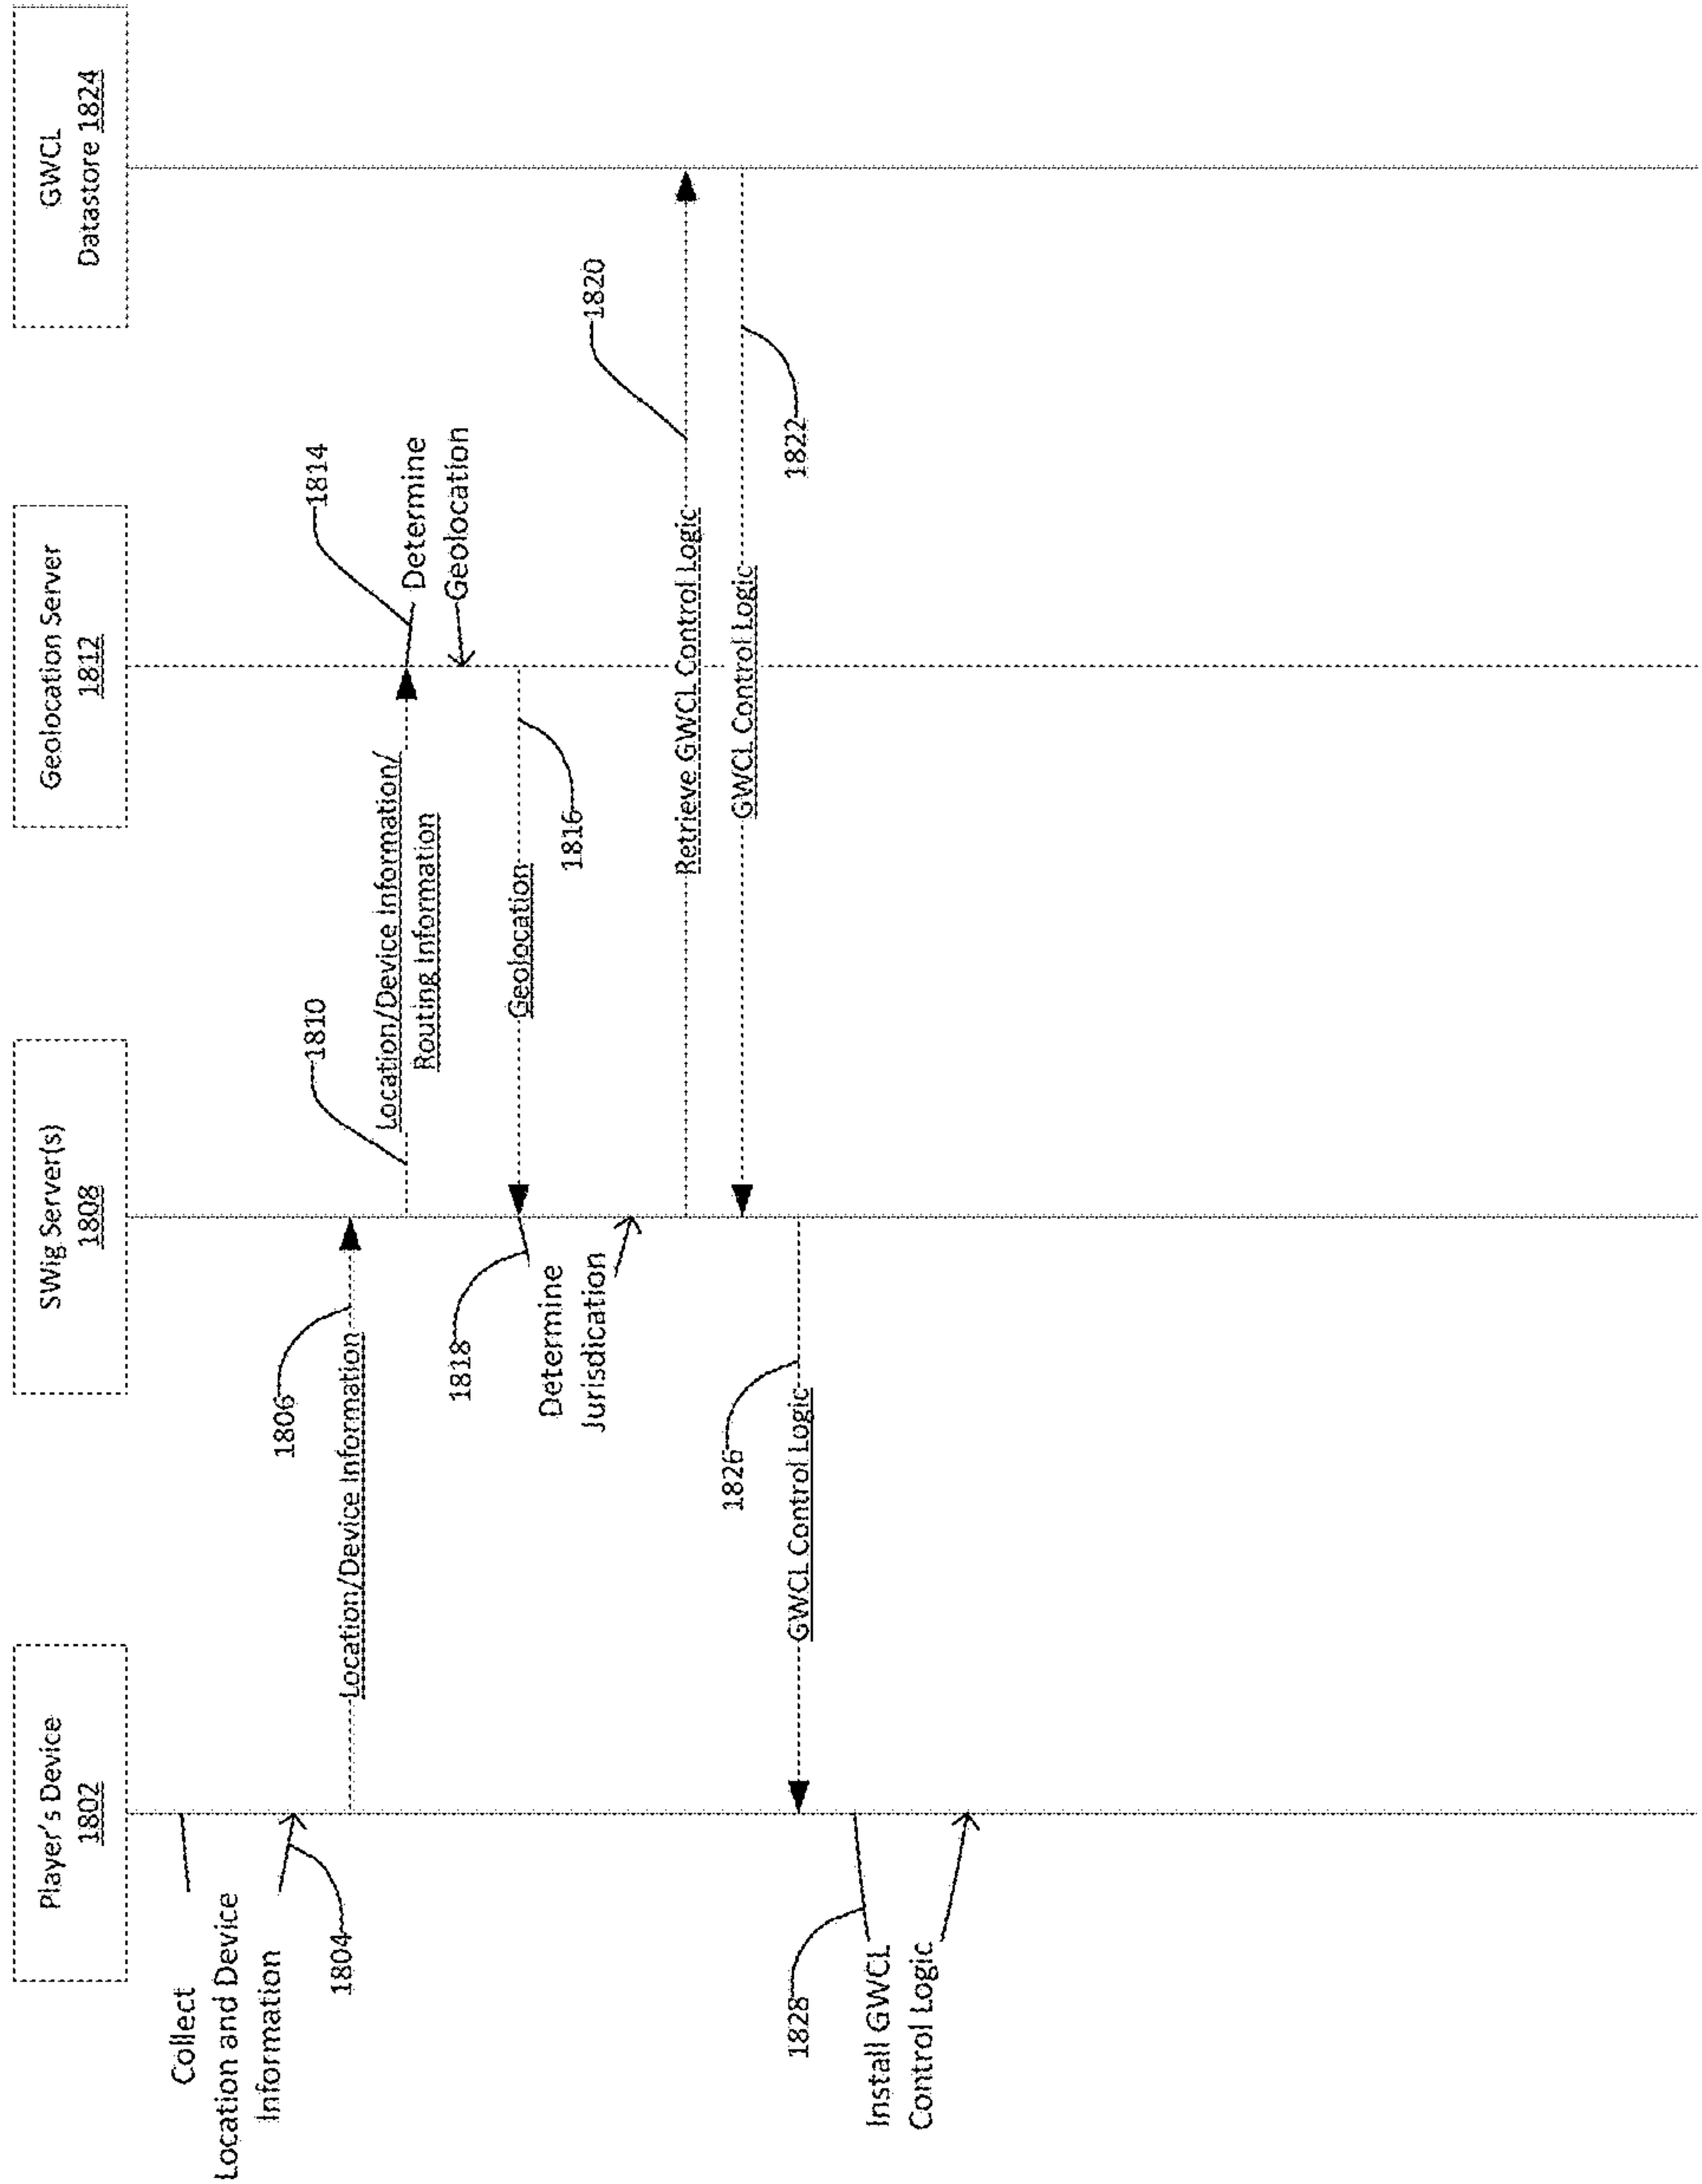 Player's Device
1802
SWig Server(s)
1808
Geolocation Server
1812
GWCL
Datastore 1824
Collect
Location and Device
Information
1804
1806
Location/Device Information
1810
Location/Device Information/
Routing Information
1814
Determine
Geolocation
Geolocation
1816
1818
Determine
Jurisdication
1820
Retrieve GWCL Control Logic
GWCL Control Logic
1822
1826
GWCL Control Logic
1828
Install GWCL
Control Logic